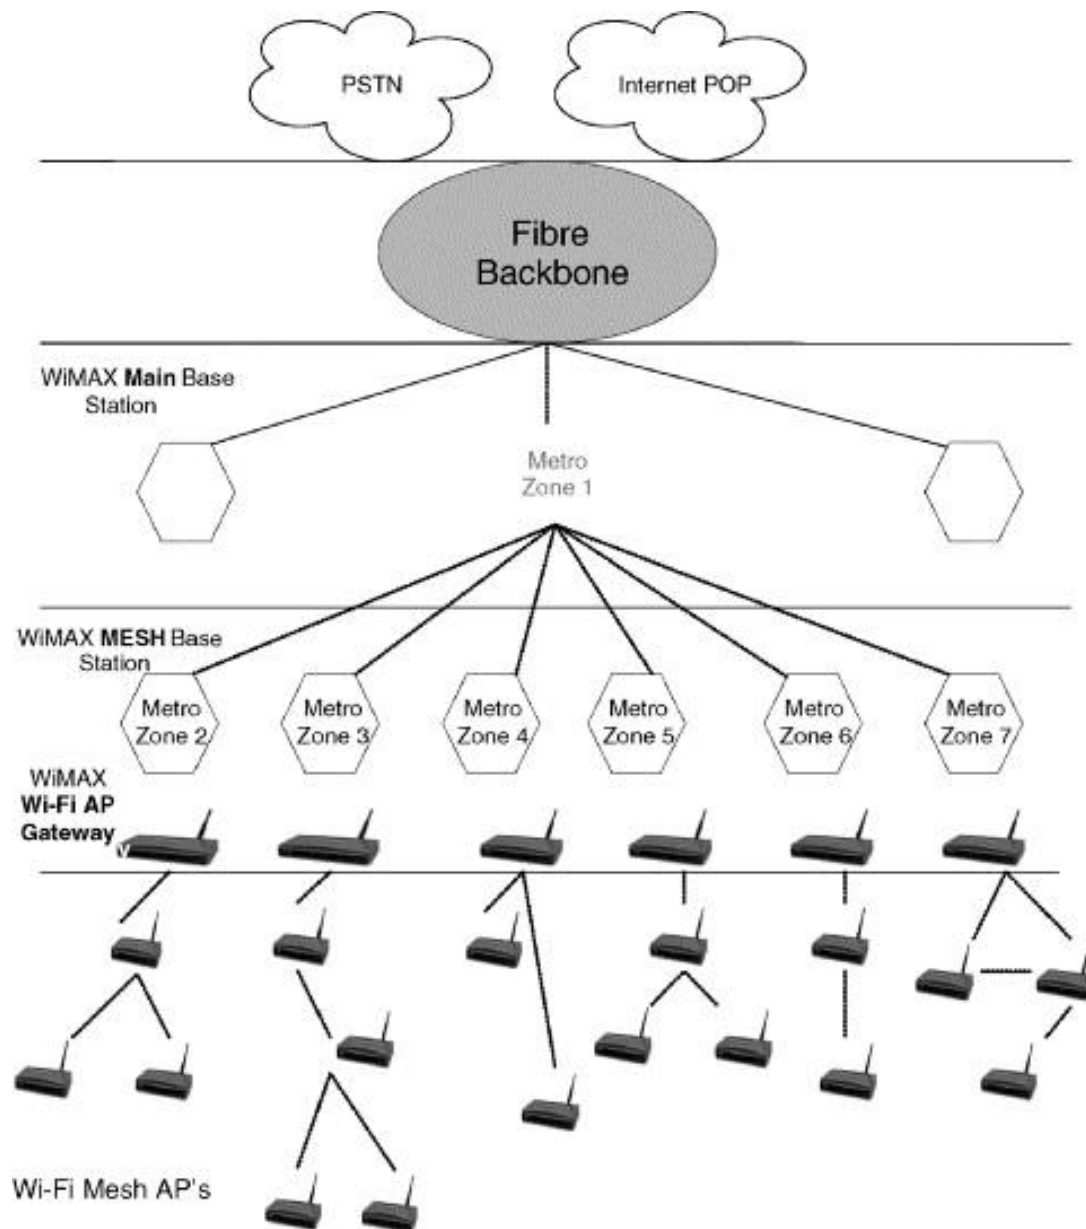 PSTN
Internet POP
Fibre
Backbone
WiMAX Main Base
Station
Metro
Zone 1
WiMAX MESH Base
Station
Metro
Zone 2
Metro
Zone 3
Metro
Zone 4
Metro
Zone 5
Metro
Zone 6
Metro
Zone 7
WiMAX
Wi-Fi AP
Gateway
v
Wi-Fi Mesh AP's